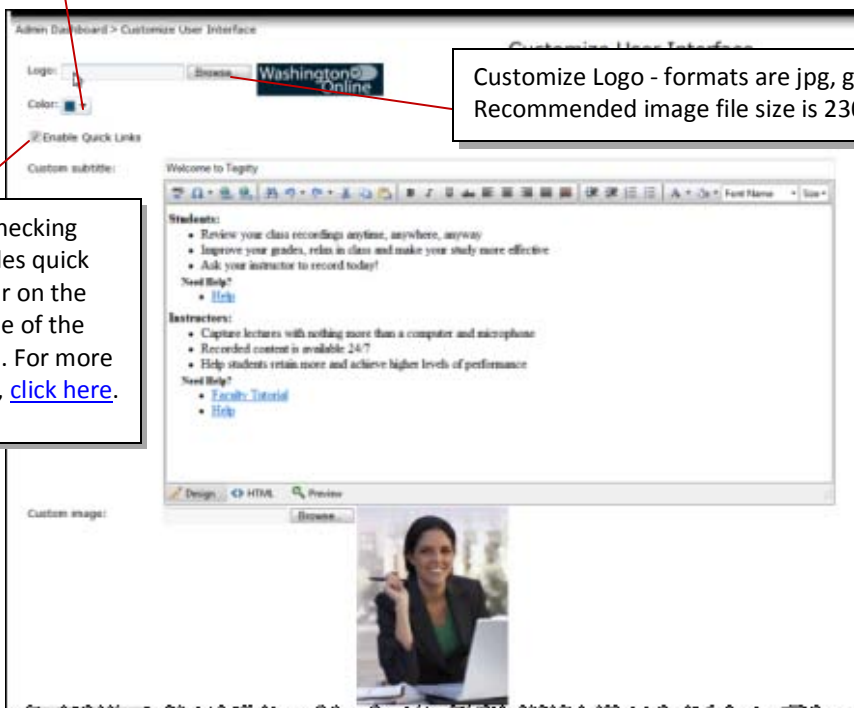 Admin Dashboard > Customize User Interface
Customize User Interface
Logo:
Browse...
Washington
Online
Customize Logo - formats are jpg, g
Recommended image file size is 23
Color:
Enable Quick Links
Custom subtitle:
Welcome to Tegrity
Font Name
Size
hecking
les quick
r on the
e of the
. For more
, click here.
Students:
Review your class recordings anytime, anywhere, anyway
Improve your grades, relax in class and make your study more effective
Ask your instructor to record today!
Need Help?
Help
Instructors:
Capture lectures with nothing more than a computer and microphone
Recorded content is available 24/7
Help students retain more and achieve higher levels of performance
Need Help?
Faculty Tutorial
Help
Design
HTML
Preview
Custom image:
Browse...